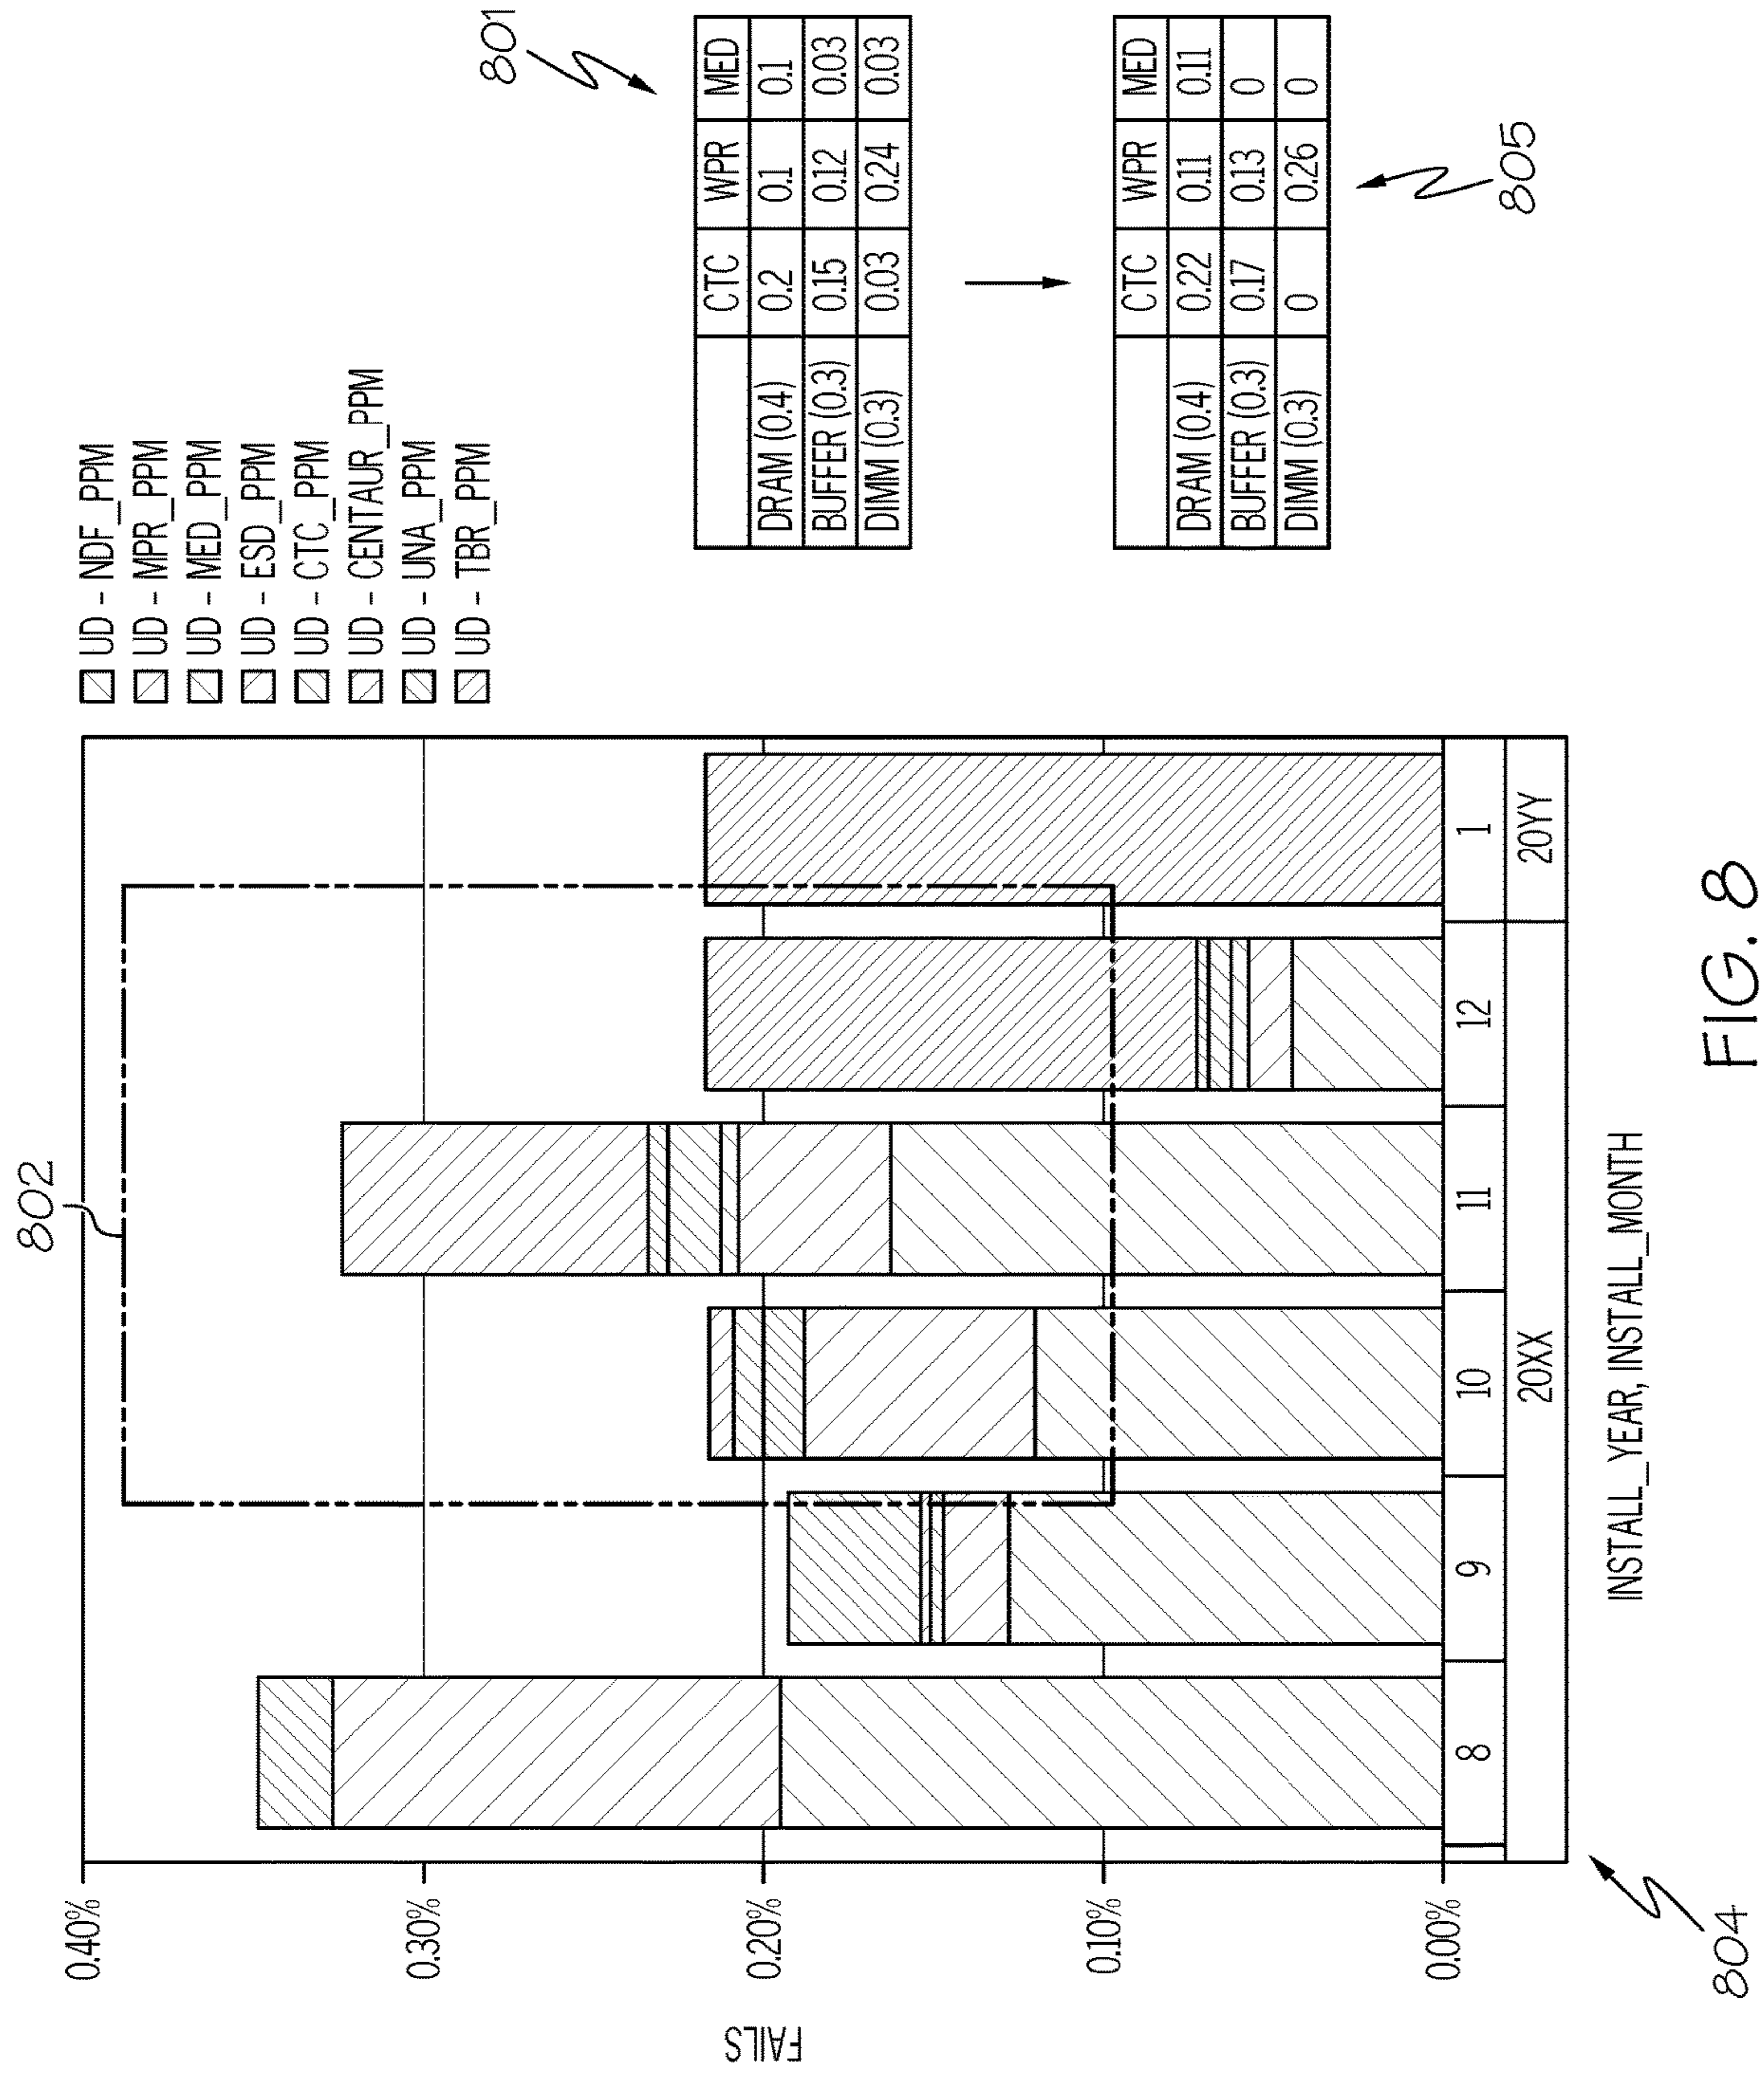 802
801
UD - NDF_PPM
UD - MPR_PPM
UD - MED_PPM
UD - ESD_PPM
UD - CTC_PPM
UD - CENTAUR_PPM
UD - UNA_PPM
UD - TBR_PPM
FAILS
0.40%
0.30%
0.20%
0.10%
0.00%
8 9 10 11 12 1
20XX 20YY
INSTALL_YEAR, INSTALL_MONTH
804
CTC WPR MED
DRAM (0.4) 0.2 0.1 0.1
BUFFER (0.3) 0.15 0.12 0.03
DIMM (0.3) 0.03 0.24 0.03
CTC WPR MED
DRAM (0.4) 0.22 0.11 0.11
BUFFER (0.3) 0.17 0.13 0
DIMM (0.3) 0 0.26 0
805
FIG. 8